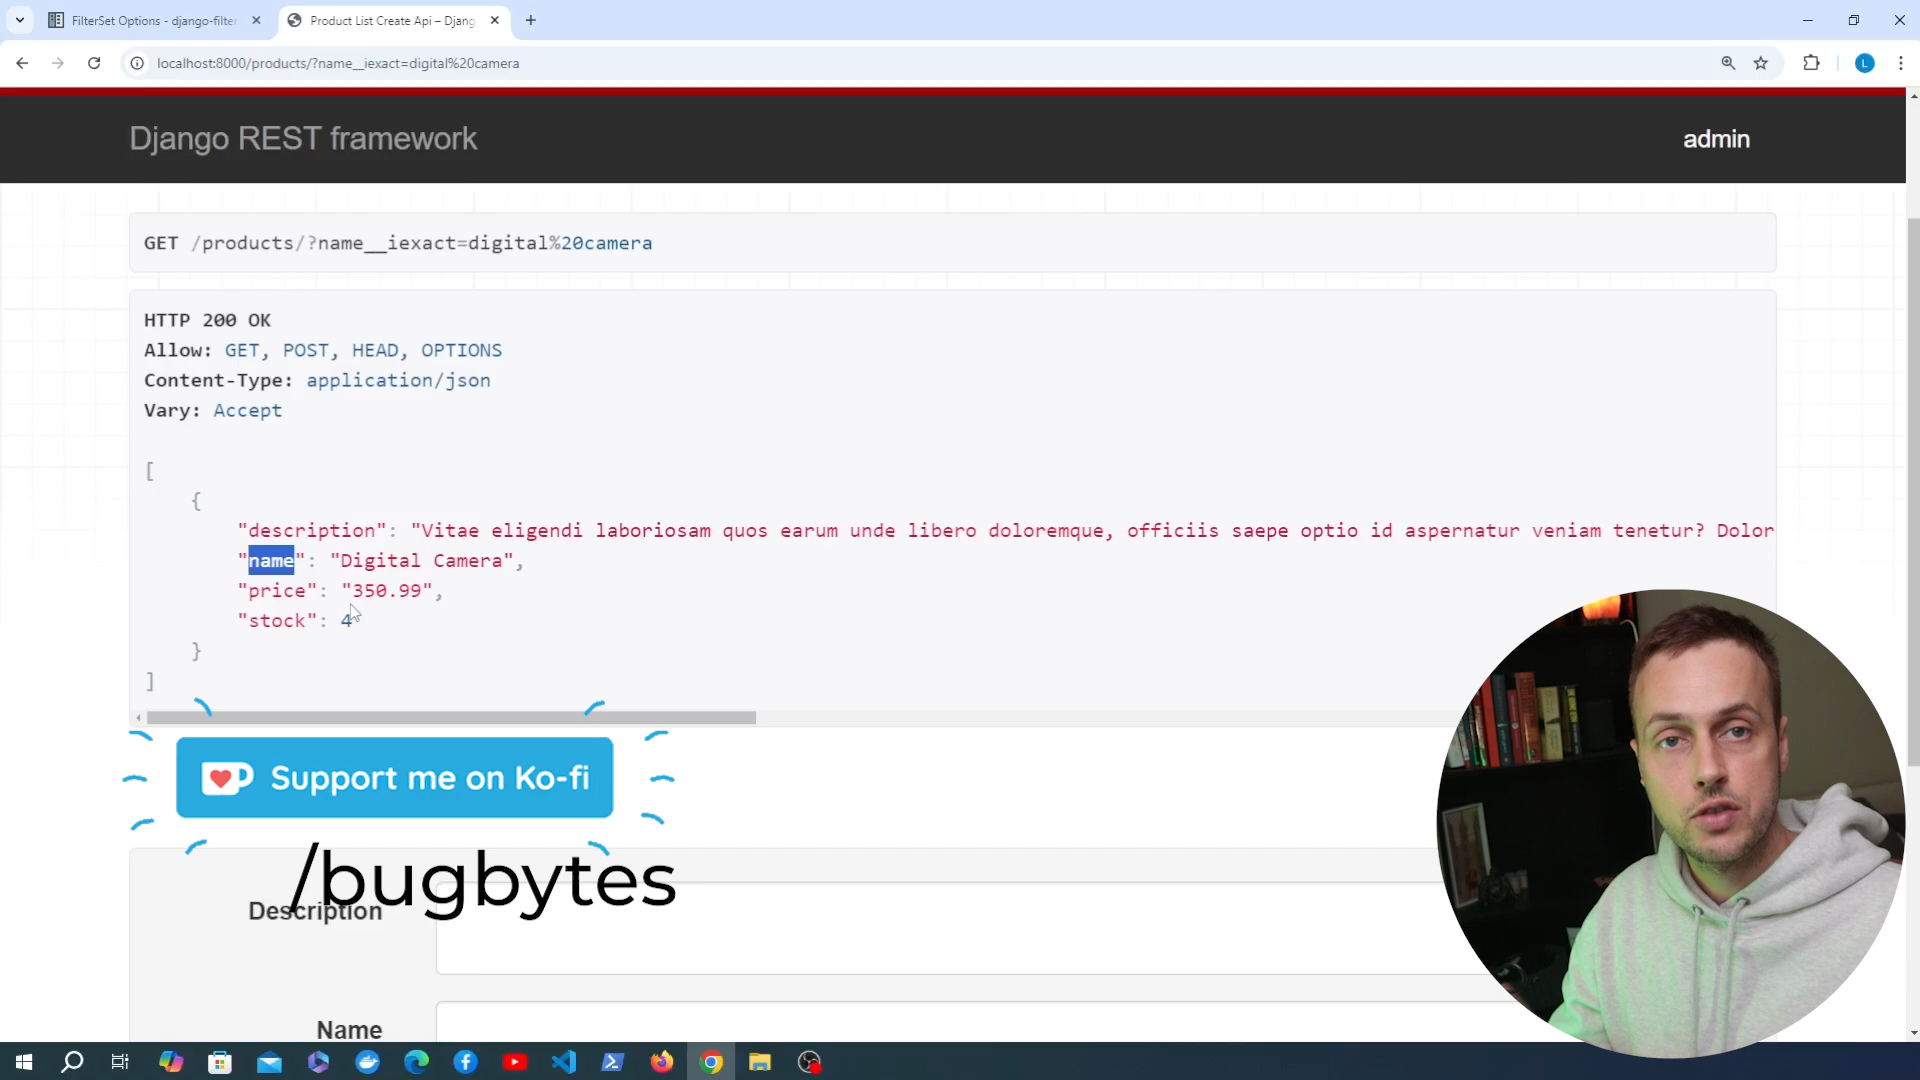 FilterSet Options - django-filter
Product List Create Api – Djang
localhost:8000/products/?name__iexact=digital%20camera
L
Django REST framework
admin
GET /products/?name__iexact=digital%20camera
HTTP 200 OK
Allow: GET, POST, HEAD, OPTIONS
Content-Type: application/json
Vary: Accept
[
{
"description": "Vitae eligendi laboriosam quos earum unde libero doloremque, officiis saepe optio id aspernatur veniam tenetur? Dolor
"name": "Digital Camera",
"price": "350.99",
"stock": 4
}
]
Support me on Ko-fi
/bugbytes
Description
Name